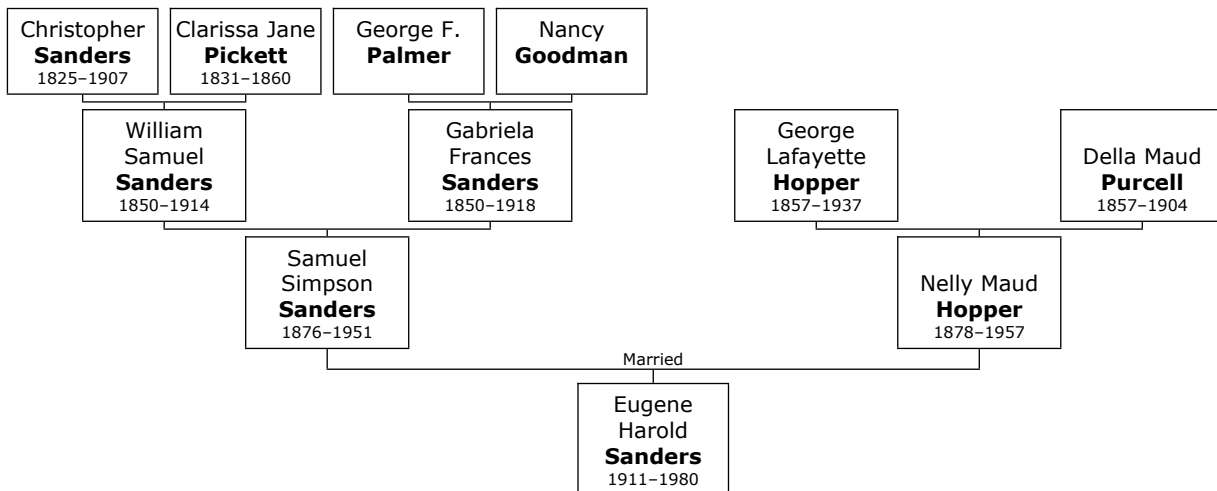 Christopher
Sanders
1825–1907
Clarissa Jane
Pickett
1831–1860
George F.
Palmer
Nancy
Goodman
William
Samuel
Sanders
1850–1914
Gabriela
Frances
Sanders
1850–1918
George
Lafayette
Hopper
1857–1937
Della Maud
Purcell
1857–1904
Samuel
Simpson
Sanders
1876–1951
Nelly Maud
Hopper
1878–1957
Married
Eugene
Harold
Sanders
1911–1980